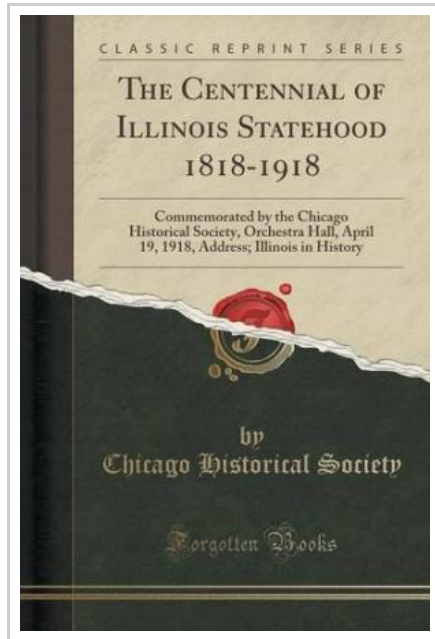 CLASSIC REPRINT SERIES
THE CENTENNIAL OF
ILLINOIS STATEHOOD
1818-1918
Commemorated by the Chicago
Historical Society, Orchestra Hall, April
19, 1918, Address; Illinois in History
by
Chicago Historical Society
Forgotten Books